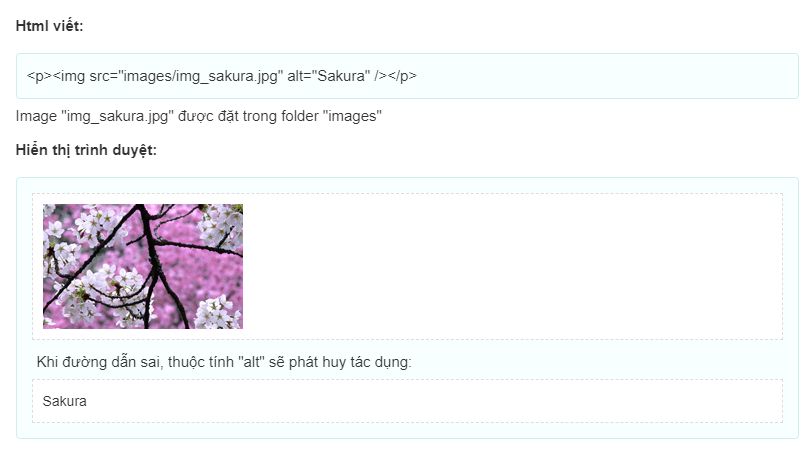 Html viết:
<p><img src="images/img_sakura.jpg" alt="Sakura" /></p>
Image "img_sakura.jpg" được đặt trong folder "images"
Hiển thị trình duyệt:
Khi đường dẫn sai, thuộc tính "alt" sẽ phát huy tác dụng:
Sakura